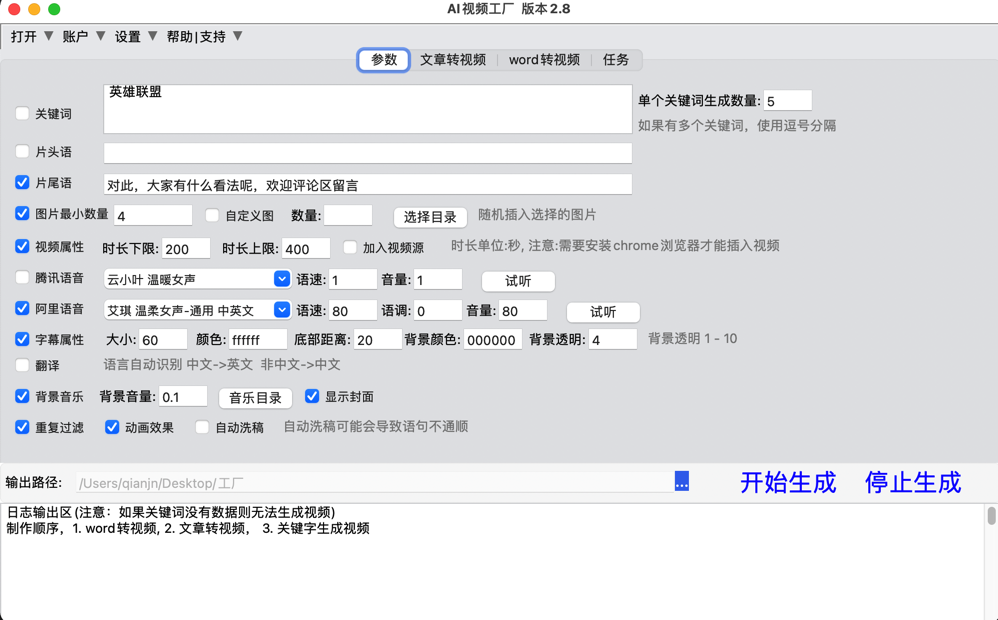 AI视频工厂 版本2.8
打开 账户 设置 帮助|支持
参数 文章转视频 word转视频 任务
关键词 英雄联盟 单个关键词生成数量: 5
如果有多个关键词，使用逗号分隔
片头语
片尾语 对此，大家有什么看法呢，欢迎评论区留言
图片最小数量 4 自定义图 数量: 选择目录 随机插入选择的图片
视频属性 时长下限: 200 时长上限: 400 加入视频源 时长单位:秒, 注意:需要安装chrome浏览器才能插入视频
腾讯语音 云小叶 温暖女声 语速: 1 音量: 1 试听
阿里语音 艾琪 温柔女声-通用 中英文 语速: 80 语调: 0 音量: 80 试听
字幕属性 大小: 60 颜色: ffffff 底部距离: 20 背景颜色: 000000 背景透明: 4 背景透明 1 - 10
翻译 语言自动识别 中文->英文 非中文->中文
背景音乐 背景音量: 0.1 音乐目录 显示封面
重复过滤 动画效果 自动洗稿 自动洗稿可能会导致语句不通顺
输出路径: /Users/qianjn/Desktop/工厂 ... 开始生成 停止生成
日志输出区(注意：如果关键词没有数据则无法生成视频)
制作顺序，1. word转视频, 2. 文章转视频， 3. 关键字生成视频